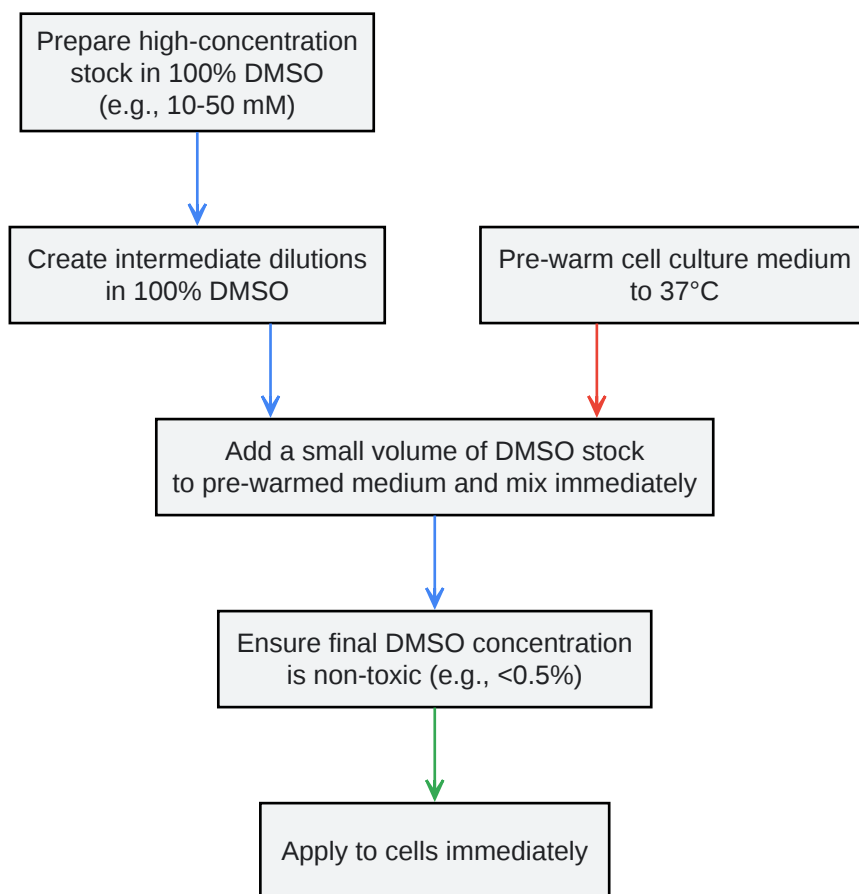 Prepare high-concentration
stock in 100% DMSO
(e.g., 10-50 mM)
Create intermediate dilutions
in 100% DMSO
Pre-warm cell culture medium
to 37°C
Add a small volume of DMSO stock
to pre-warmed medium and mix immediately
Ensure final DMSO concentration
is non-toxic (e.g., <0.5%)
Apply to cells immediately